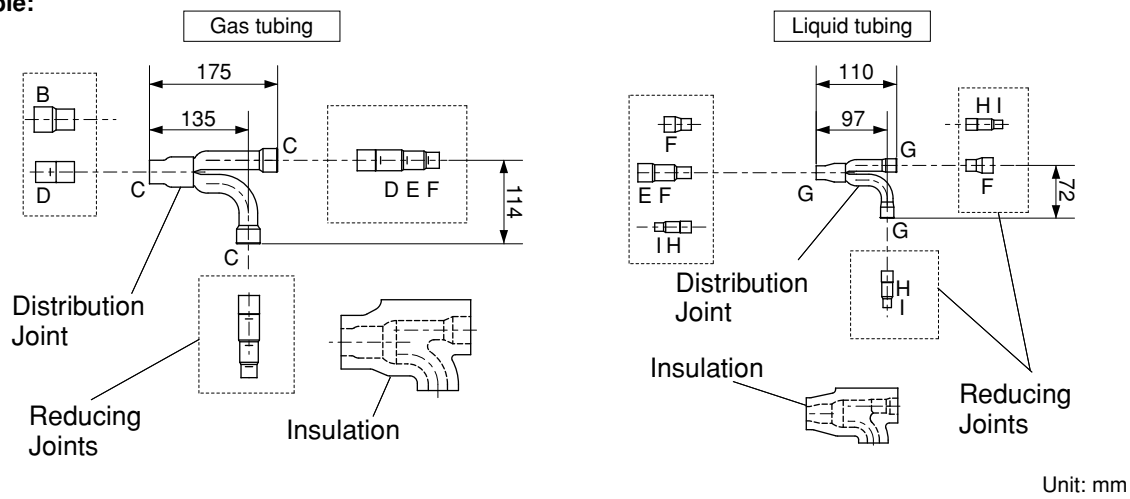 ple:
Gas tubing
175
135
B
D
C
C
C
D E F
114
Distribution
Joint
Reducing
Joints
Insulation
Liquid tubing
110
97
F
E F
I H
G
G
G
H I
F
72
H
I
Distribution
Joint
Insulation
Reducing
Joints
Unit: mm